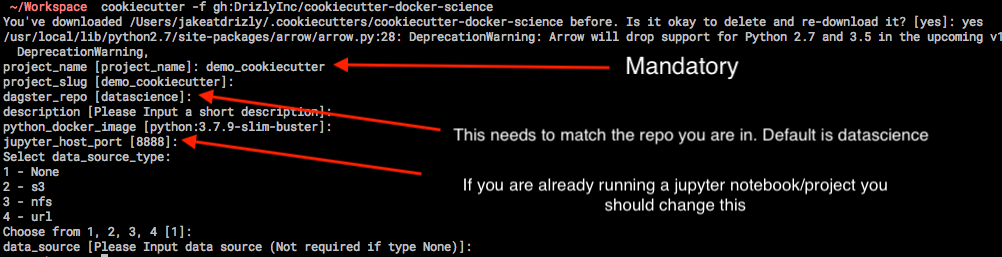 ~/Workspace cookiecutter -f gh:DrizlyInc/cookiecutter-docker-science
You've downloaded /Users/jakeatdrizly/.cookiecutters/cookiecutter-docker-science before. Is it okay to delete and re-download it? [yes]: yes
/usr/local/lib/python2.7/site-packages/arrow/arrow.py:28: DeprecationWarning: Arrow will drop support for Python 2.7 and 3.5 in the upcoming v1
DeprecationWarning,
project_name [project_name]: demo_cookiecutter
Mandatory
project_slug [demo_cookiecutter]:
dagster_repo [datascience]:
description [Please Input a short description]:
python_docker_image [python:3.7.9-slim-buster]:
This needs to match the repo you are in. Default is datascience
jupyter_host_port [8888]:
Select data_source_type:
1 - None
2 - s3
3 - nfs
4 - url
If you are already running a jupyter notebook/project you
should change this
Choose from 1, 2, 3, 4 [1]:
data_source [Please Input data source (Not required if type None)]: